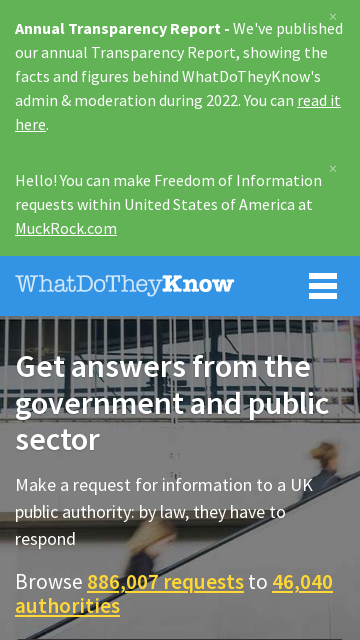 ×
Annual Transparency Report - We've published
our annual Transparency Report, showing the
facts and figures behind WhatDoTheyKnow's
admin & moderation during 2022. You can read it
here.
×
Hello! You can make Freedom of Information
requests within United States of America at
MuckRock.com
WhatDoTheyKnow
Get answers from the
government and public
sector
Make a request for information to a UK
public authority: by law, they have to
respond
Browse 886,007 requests to 46,040
authorities